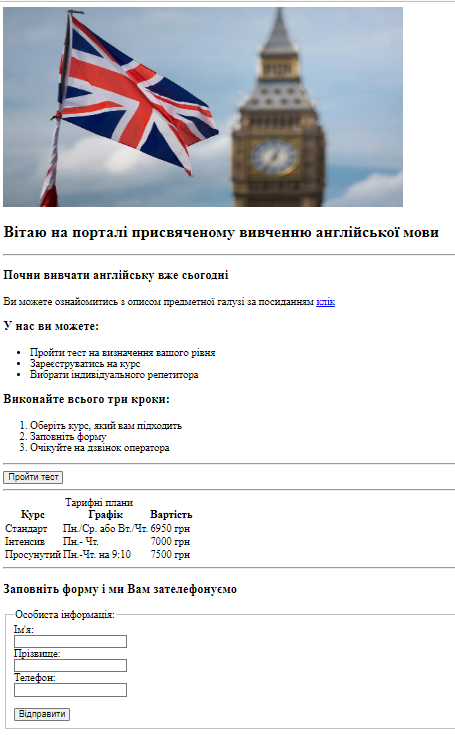 Вітаю на порталі присвяченому вивченню англійської мови
Почни вивчати англійську вже сьогодні
Ви можете ознайомитись з описом предметної галузі за посиданням клік
У нас ви можете:
Пройти тест на визначення вашого рівня
Зареєструватись на курс
Вибрати індивідуального репетитора
Виконайте всього три кроки:
1. Оберіть курс, який вам підходить
2. Заповніть форму
3. Очікуйте на дзвінок оператора
Пройти тест
Тарифні плани
Курс Графік Вартість
Стандарт Пн./Ср. або Вт./Чт. 6950 грн
Інтенсив Пн.- Чт. 7000 грн
Просунутий Пн.-Чт. на 9:10 7500 грн
Заповніть форму і ми Вам зателефонуємо
Особиста інформація:
Ім'я:
Прізвище:
Телефон:
Відправити